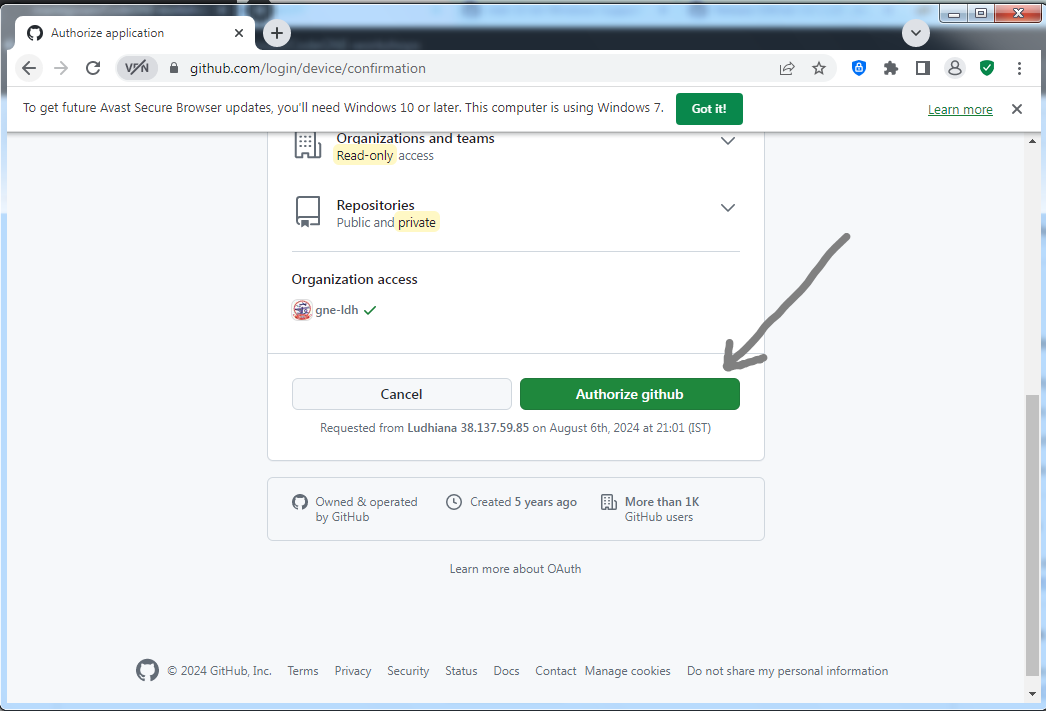 Authorize application
VPN
github.com/login/device/confirmation
To get future Avast Secure Browser updates, you'll need Windows 10 or later. This computer is using Windows 7.
Got it!
Learn more
Organizations and teams
Read-only access
Repositories
Public and private
Organization access
gne-ldh
Cancel
Authorize github
Requested from Ludhiana 38.137.59.85 on August 6th, 2024 at 21:01 (IST)
Owned & operated
by GitHub
Created 5 years ago
More than 1K
GitHub users
Learn more about OAuth
© 2024 GitHub, Inc. Terms Privacy Security Status Docs Contact Manage cookies Do not share my personal information